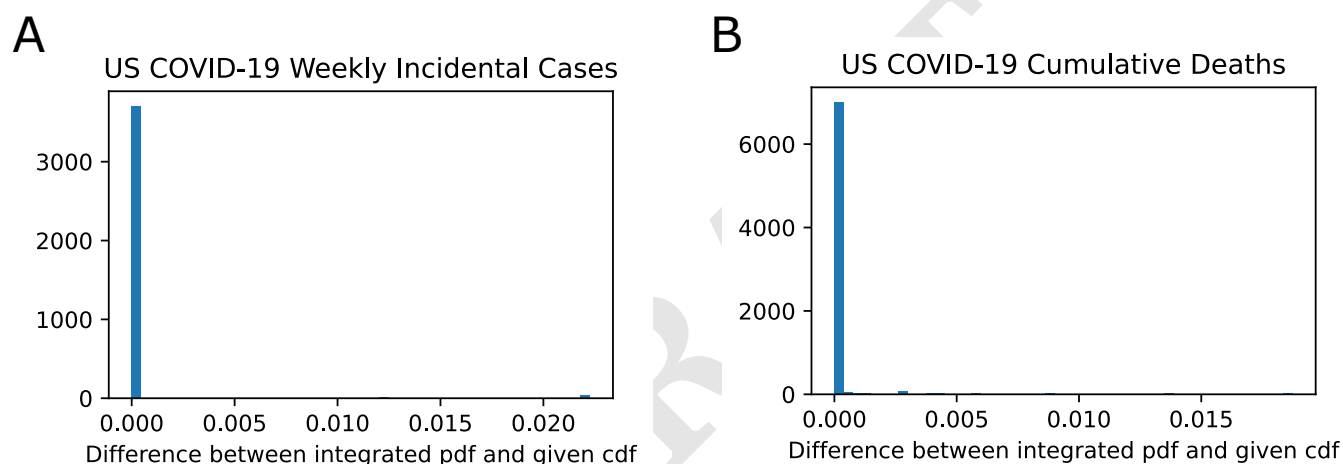 A
US COVID-19 Weekly Incidental Cases
3000
2000
1000
0
0.000 0.005 0.010 0.015 0.020
Difference between integrated pdf and given cdf
B
US COVID-19 Cumulative Deaths
6000
4000
2000
0
0.000 0.005 0.010 0.015
Difference between integrated pdf and given cdf